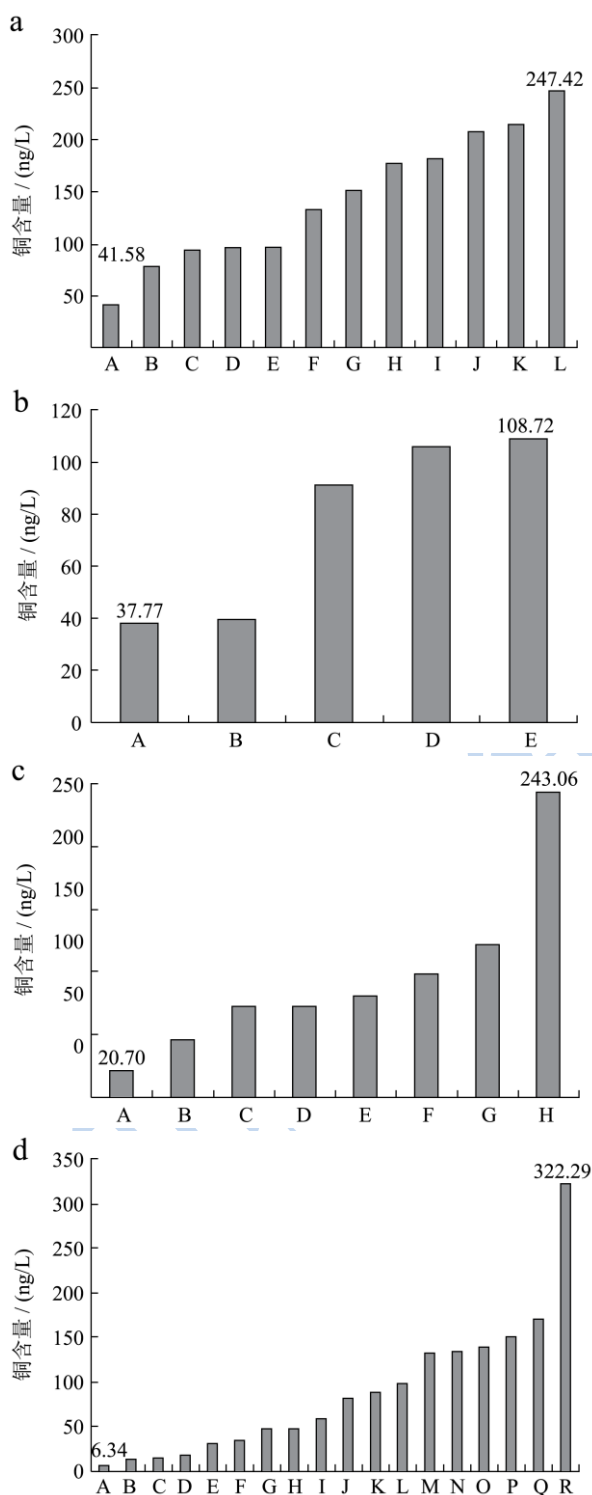 a
300
250
200
150
100
50
铜含量 / (ng/L)
41.58
247.42
A B C D E F G H I J K L
b
120
100
80
60
40
20
0
铜含量 / (ng/L)
37.77
108.72
A B C D E
c
250
200
150
100
50
0
铜含量 / (ng/L)
20.70
243.06
A B C D E F G H
d
350
300
250
200
150
100
50
0
铜含量 / (ng/L)
6.34
322.29
A B C D E F G H I J K L M N O P Q R